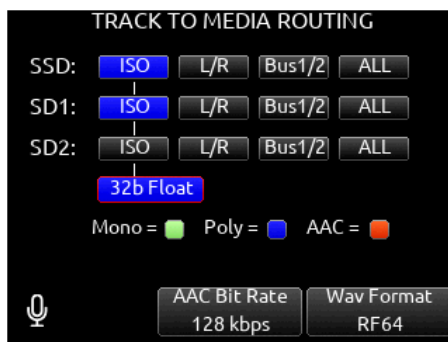 TRACK TO MEDIA ROUTING
SSD: ISO L/R Bus1/2 ALL
SD1: ISO L/R Bus1/2 ALL
SD2: ISO L/R Bus1/2 ALL
32b Float
Mono = Poly = AAC =
AAC Bit Rate Wav Format
128 kbps RF64